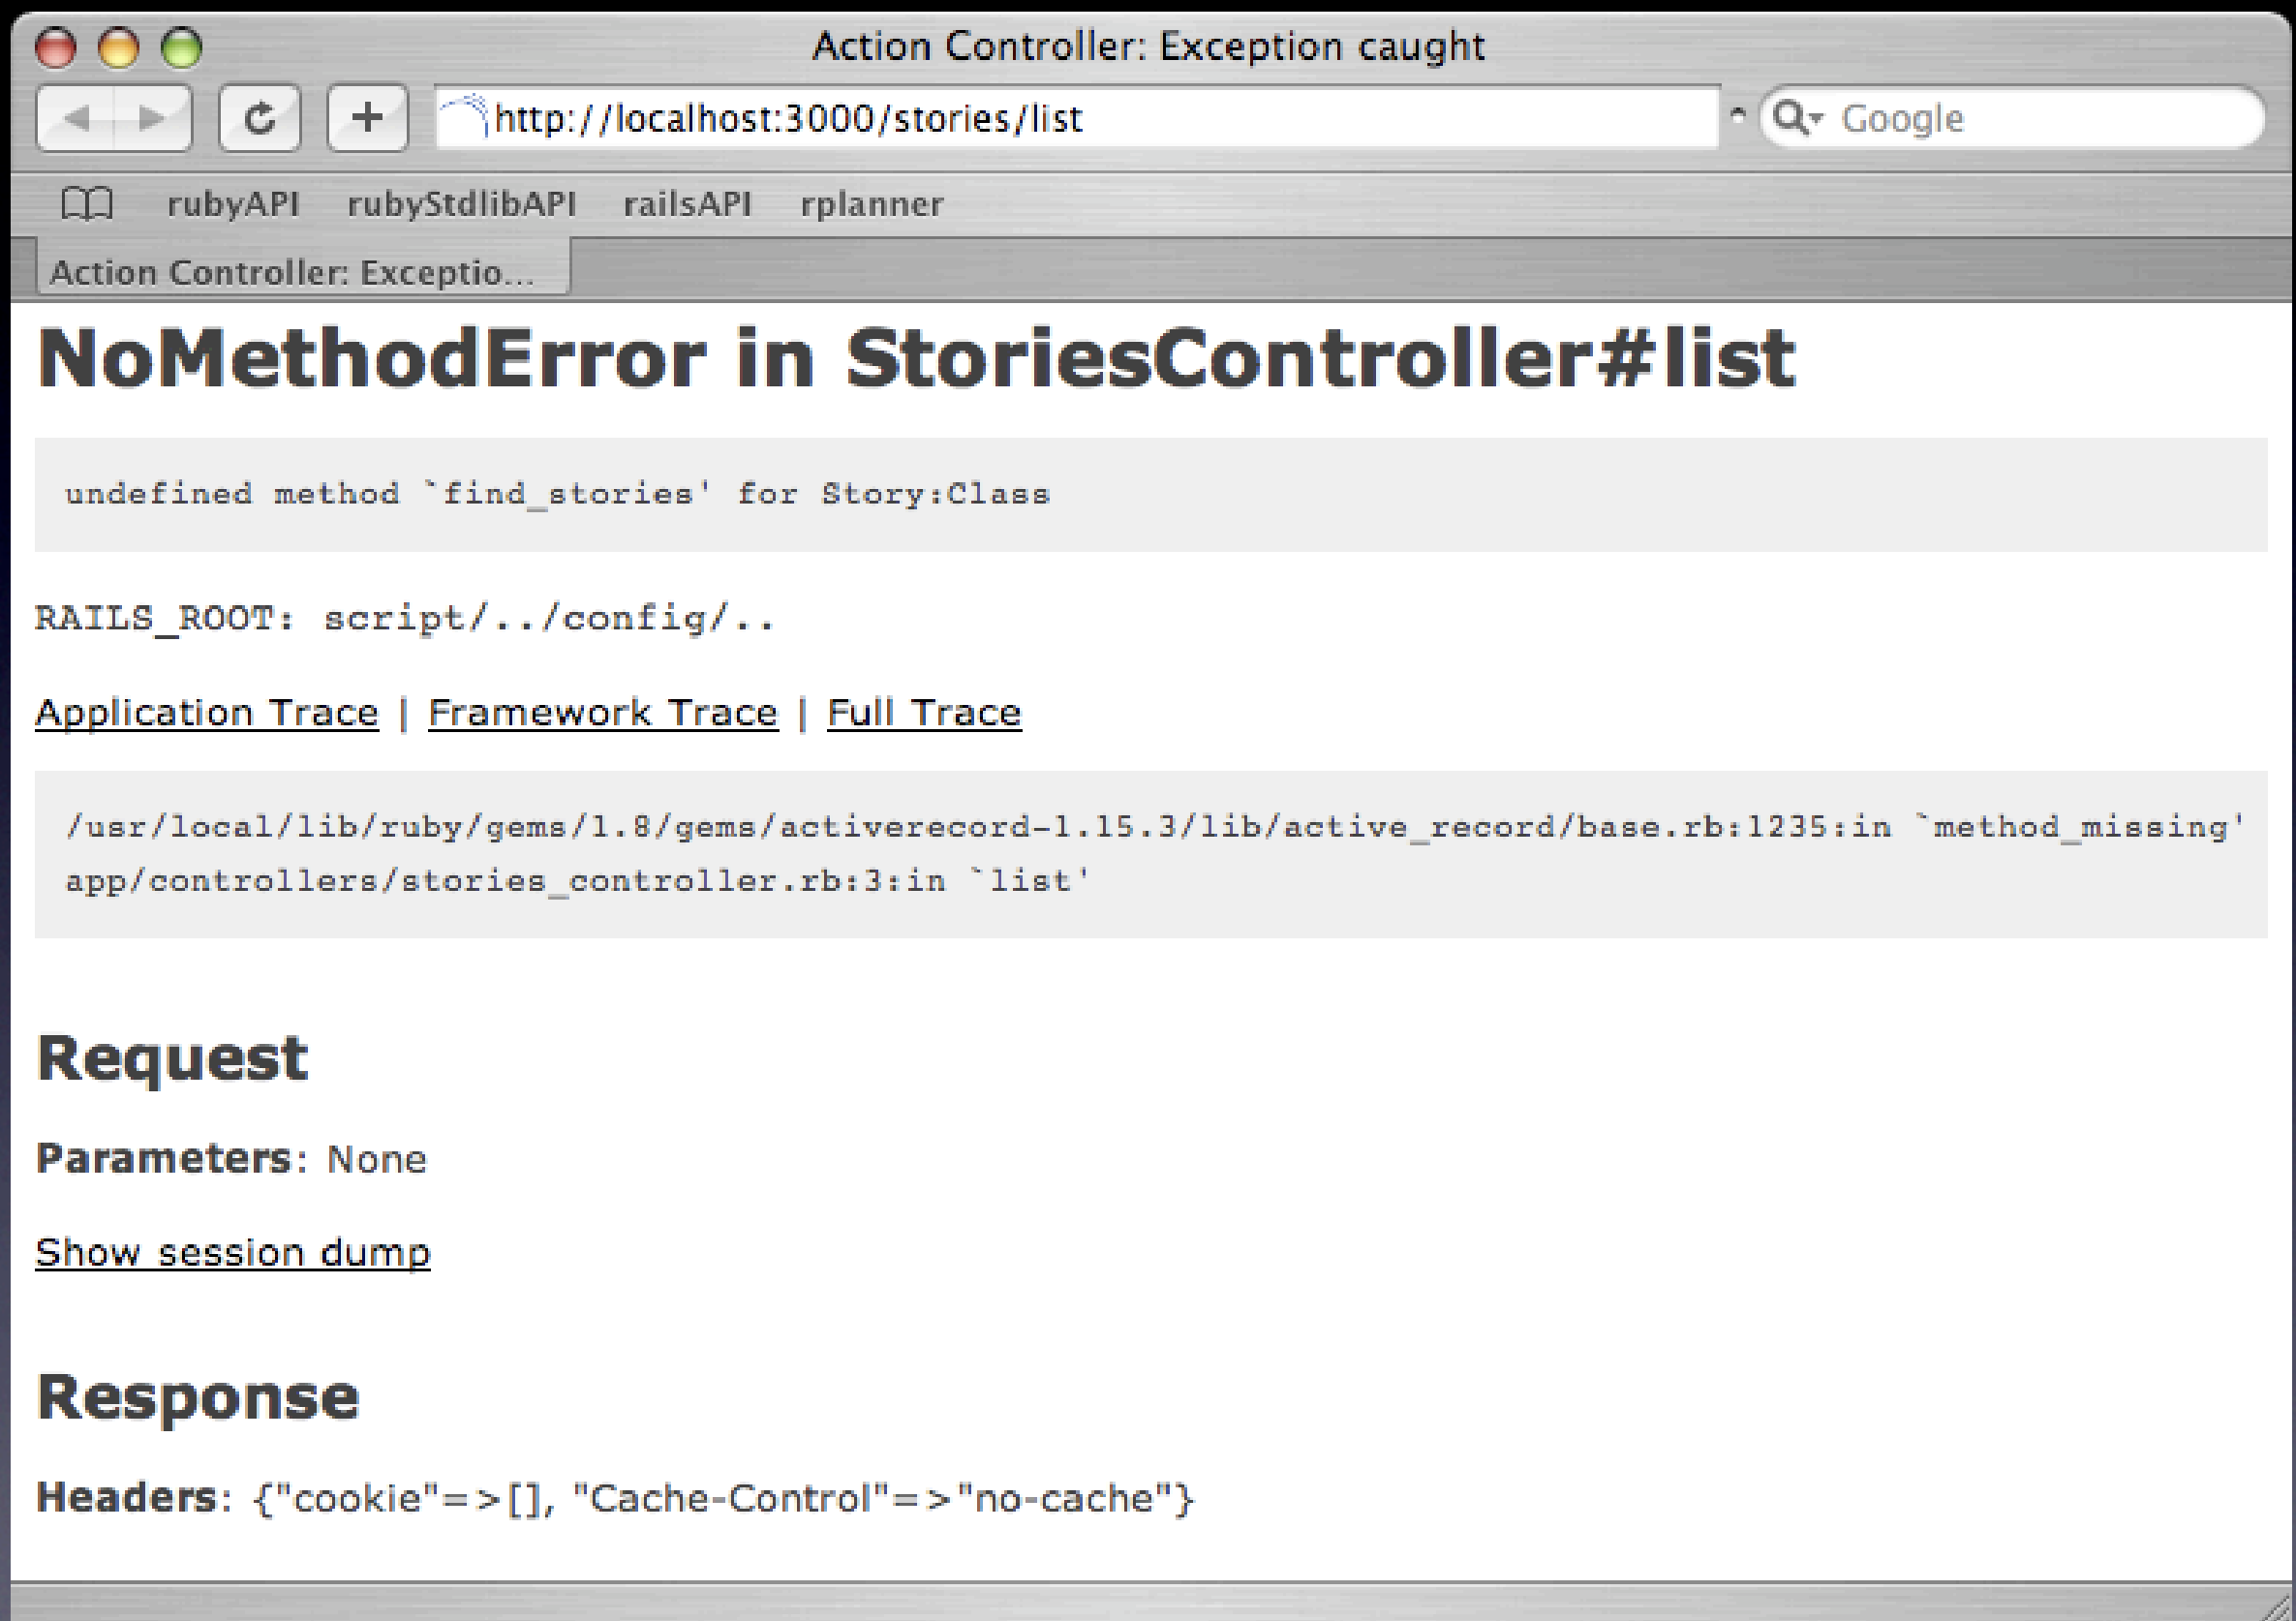 Action Controller: Exception caught
http://localhost:3000/stories/list
Google
rubyAPI rubyStdlibAPI railsAPI rplanner
Action Controller: Exceptio...
NoMethodError in StoriesController#list
undefined method `find_stories' for Story:Class
RAILS_ROOT: script/../config/..
Application Trace | Framework Trace | Full Trace
/usr/local/lib/ruby/gems/1.8/gems/activerecord-1.15.3/lib/active_record/base.rb:1235:in `method_missing'
app/controllers/stories_controller.rb:3:in `list'
Request
Parameters: None
Show session dump
Response
Headers: {"cookie"=>[], "Cache-Control"=>"no-cache"}